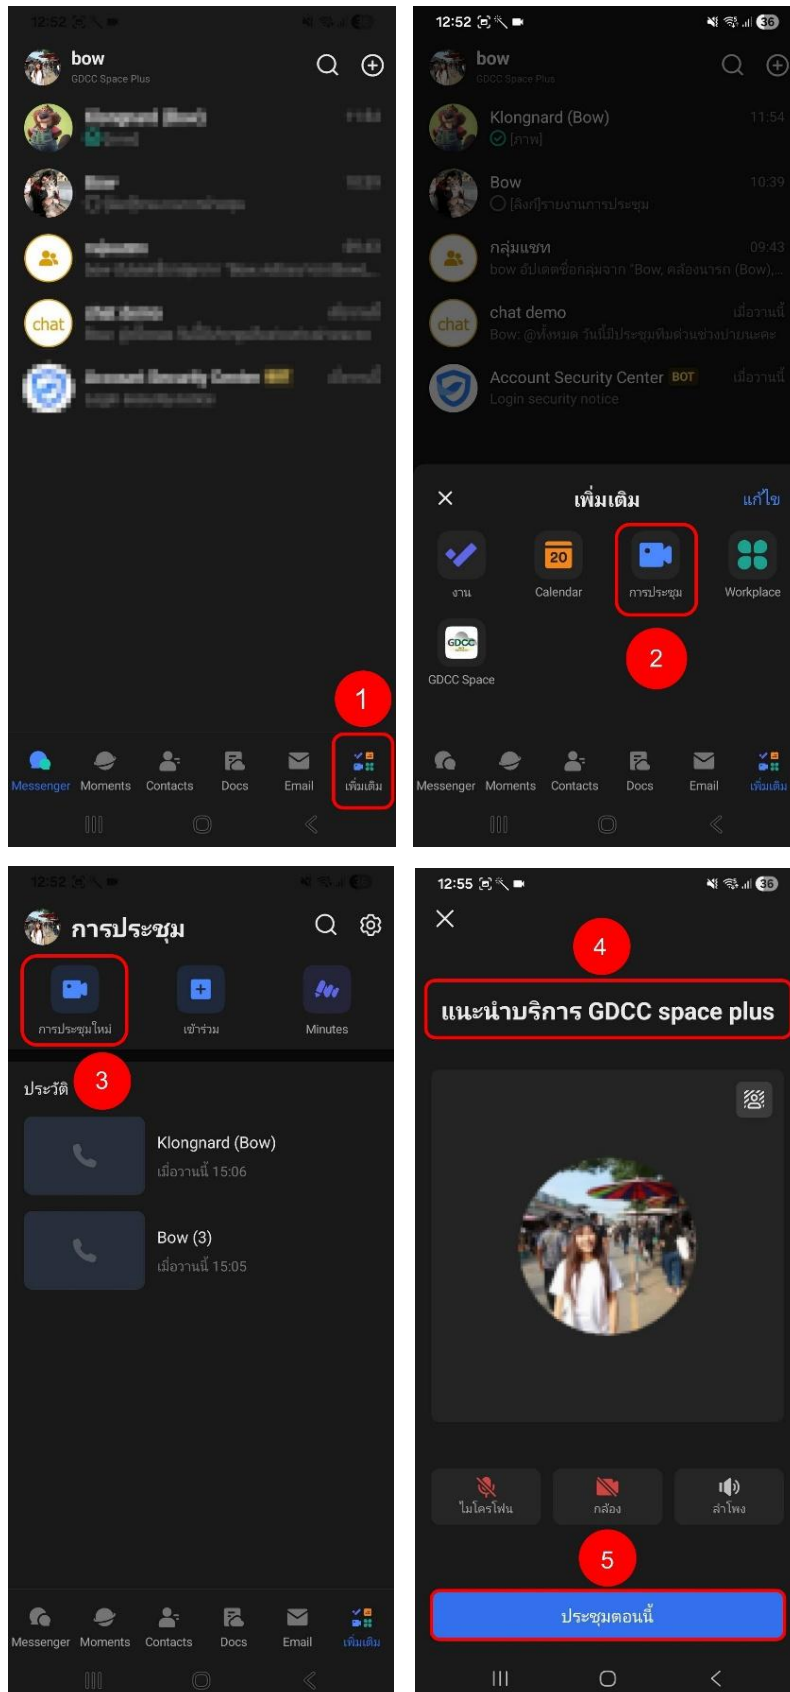 bow
GDCC Space Plus
chat
1
Messenger Moments Contacts Docs Email เพิ่มเติม
12:52 36
bow
GDCC Space Plus
Klongnard (Bow) 11:54
[ภาพ]
Bow 10:39
[ลิงก์]รายงานการประชุม
กลุ่มแชท 09:43
bow อัปเดตชื่อกลุ่มจาก "Bow, คลองนารถ (Bow),...
chat
chat demo เมื่อวานนี้
Bow: @ทั้งหมด วันนี้มีประชุมทีมด่วนช่วงบ่ายนะคะ
Account Security Center BOT เมื่อวานนี้
Login security notice
เพิ่มเติม แก้ไข
20
งาน Calendar การประชุม Workplace
GDCC
GDCC Space
2
Messenger Moments Contacts Docs Email เพิ่มเติม
12:52
การประชุม
การประชุมใหม่ เข้าร่วม Minutes
3
ประวัติ
Klongnard (Bow)
เมื่อวานนี้ 15:06
Bow (3)
เมื่อวานนี้ 15:05
Messenger Moments Contacts Docs Email เพิ่มเติม
12:55 36
4
แนะนำบริการ GDCC space plus
ไมโครโฟน กล้อง ลำโพง
5
ประชุมตอนนี้